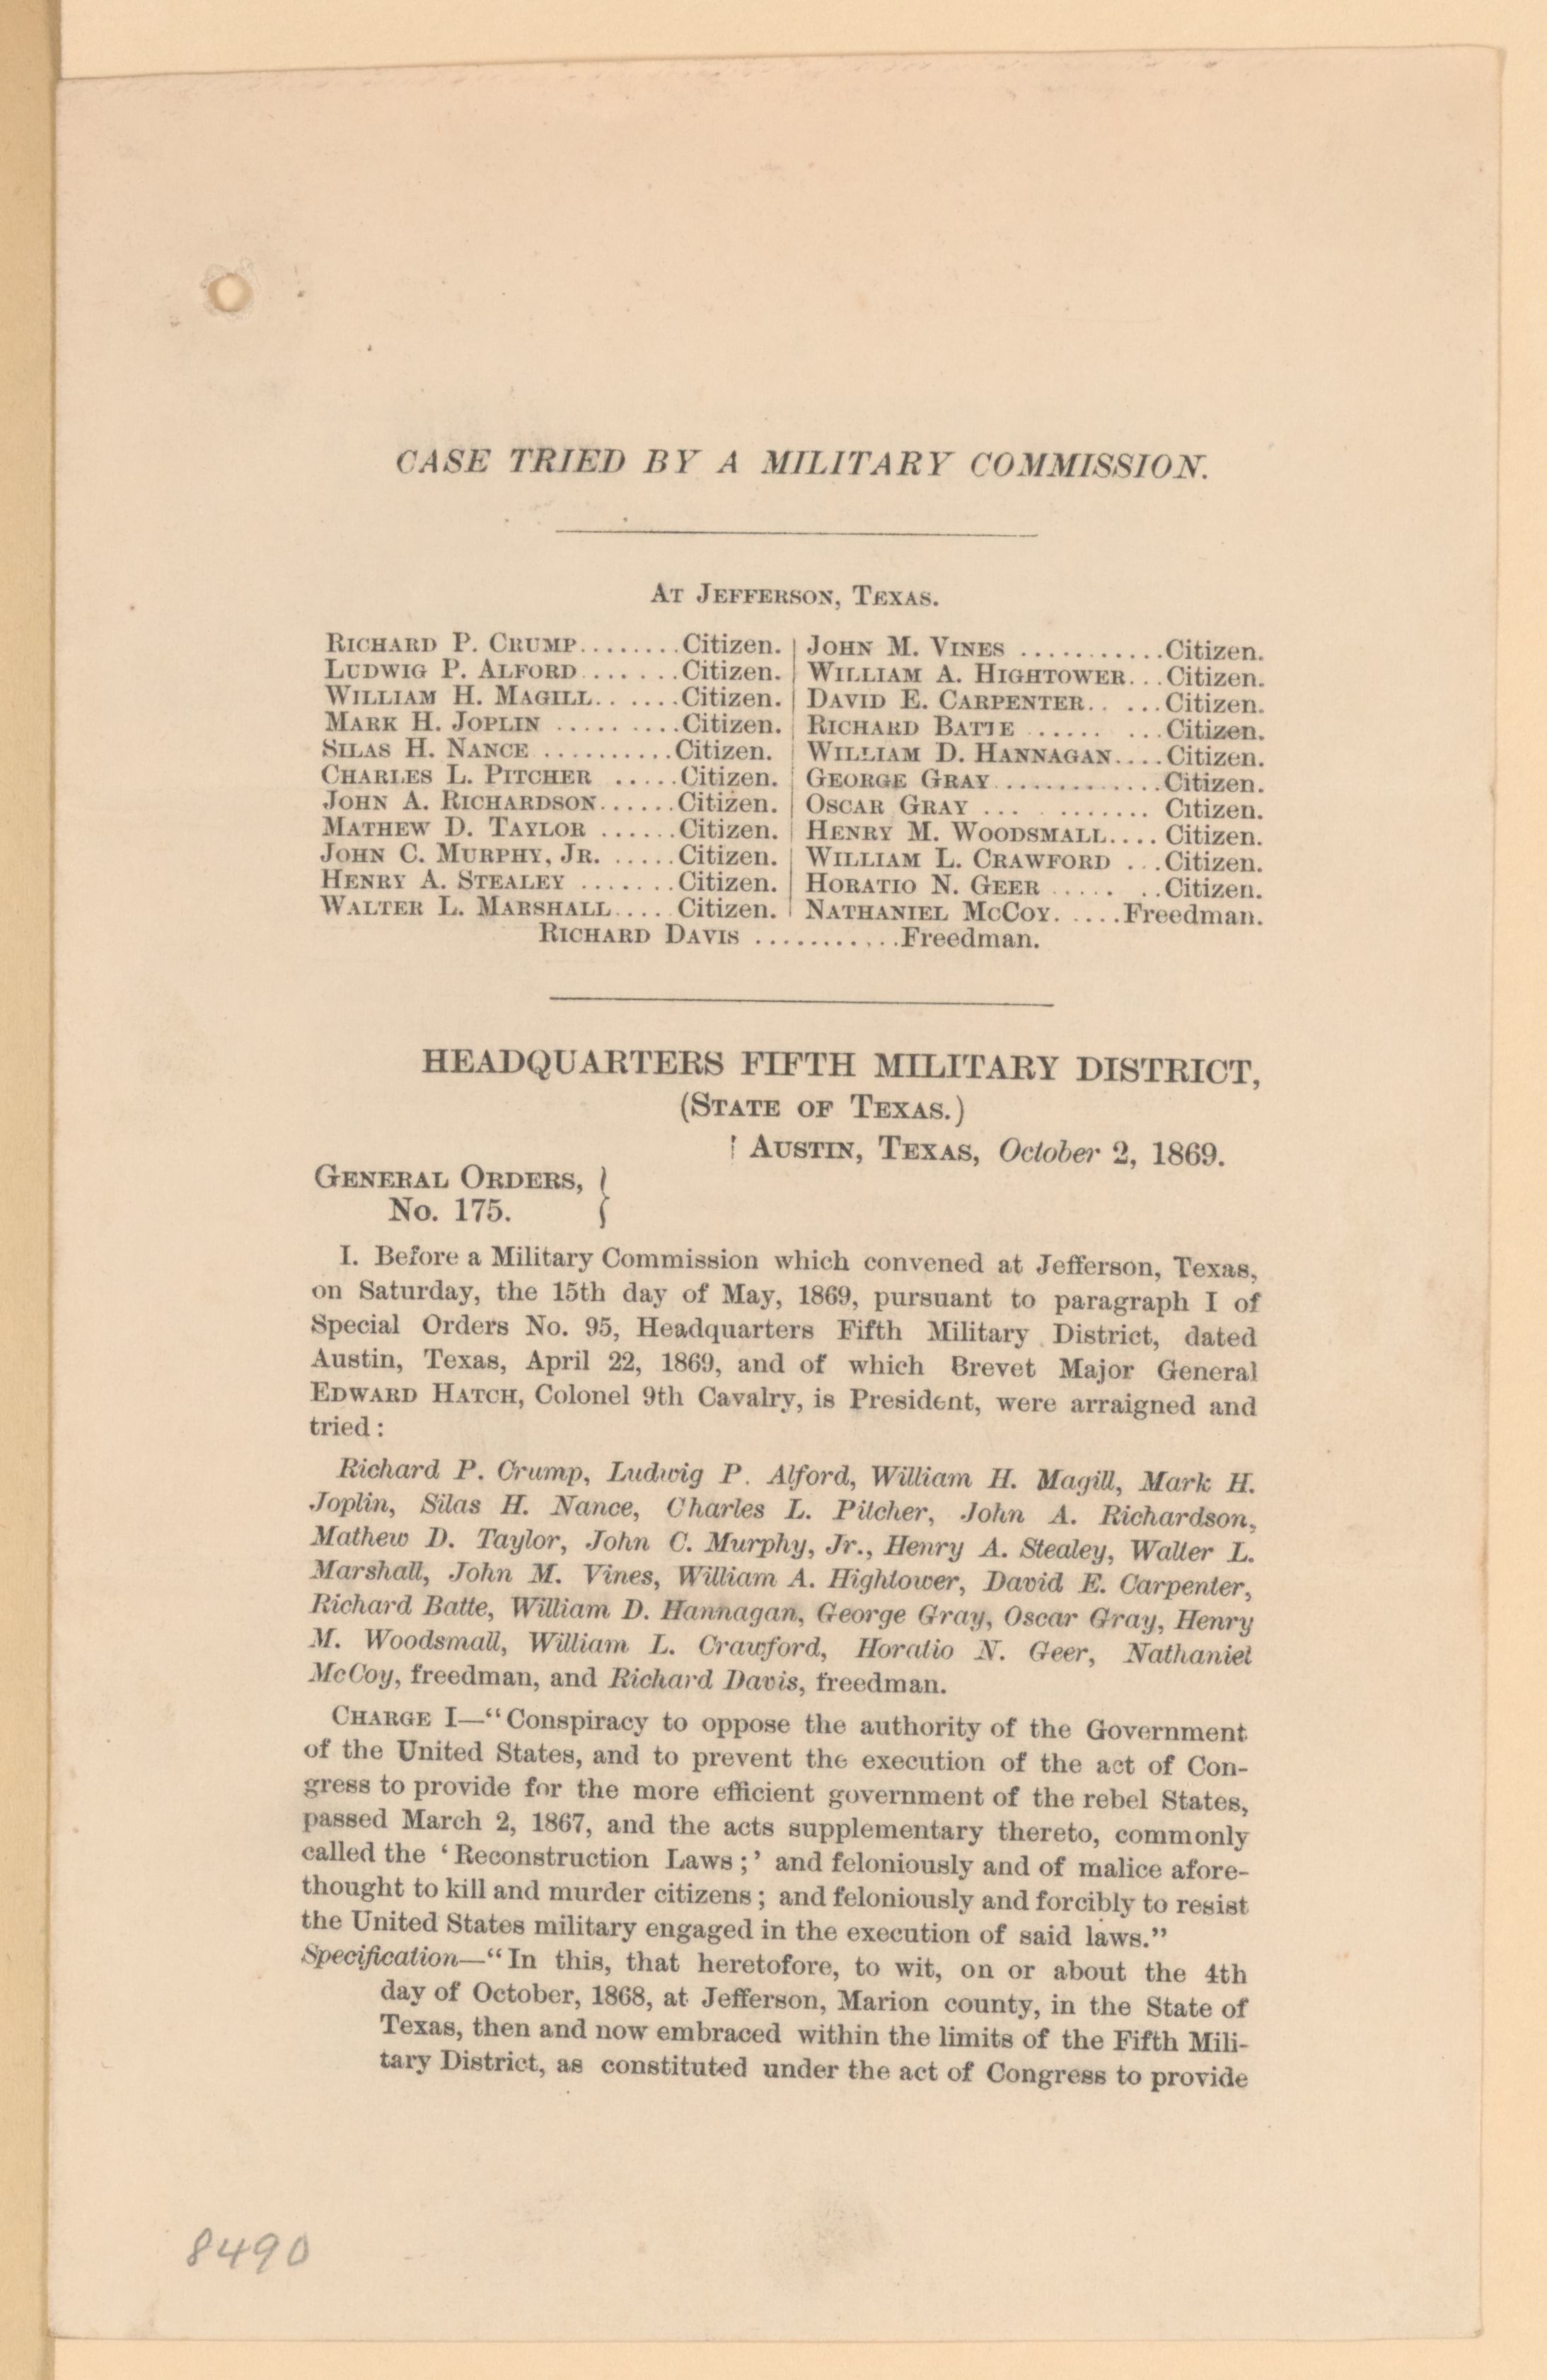 CASE TRIED BY A MILITARY COMMISSION.
AT JEFFERSON, TEXAS.
RICHARD P. CRUMP........Citizen.
LUDWIG P. ALFORD.......Citizen.
WILLIAM H. MAGILL.......Citizen.
MARK H. JOPLIN ..........Citizen.
SILAS H. NANCE ..........Citizen.
CHARLES L. PITCHER .....Citizen.
JOHN A. RICHARDSON......Citizen.
MATHEW D. TAYLOR ......Citizen.
JOHN C. MURPHY, JR. .....Citizen.
HENRY A. STEALEY .......Citizen.
WALTER L. MARSHALL.... Citizen.
JOHN M. VINES ...........Citizen.
WILLIAM A. HIGHTOWER...Citizen.
DAVID E. CARPENTER.. ...Citizen.
RICHARD BATTE ...... ...Citizen.
WILLIAM D. HANNAGAN....Citizen.
GEORGE GRAY.............Citizen.
OSCAR GRAY ... ........ Citizen.
HENRY M. WOODSMALL.... Citizen.
WILLIAM L. CRAWFORD ...Citizen.
HORATIO N. GEER ..... ..Citizen.
NATHANIEL MCCOY......Freedman.
RICHARD DAVIS ...........Freedman.
HEADQUARTERS FIFTH MILITARY DISTRICT,
(STATE OF TEXAS.)
AUSTIN, TEXAS, October 2, 1869.
GENERAL ORDERS, }
No. 175.
I. Before a Military Commission which convened at Jefferson, Texas,
on Saturday, the 15th day of May, 1869, pursuant to paragraph I of
Special Orders No. 95, Headquarters Fifth Military District, dated
Austin, Texas, April 22, 1869, and of which Brevet Major General
EDWARD HATCH, Colonel 9th Cavalry, is President, were arraigned and
tried:
Richard P. Crump, Ludwig P. Alford, William H. Magill, Mark H.
Joplin, Silas H. Nance, Charles L. Pitcher, John A. Richardson,
Mathew D. Taylor, John C. Murphy, Jr., Henry A. Stealey, Walter L.
Marshall, John M. Vines, William A. Hightower, David E. Carpenter,
Richard Batte, William D. Hannagan, George Gray, Oscar Gray, Henry
M. Woodsmall, William L. Crawford, Horatio N. Geer, Nathaniel
McCoy, freedman, and Richard Davis, freedman.
CHARGE I—"Conspiracy to oppose the authority of the Government
of the United States, and to prevent the execution of the act of Con-
gress to provide for the more efficient government of the rebel States,
passed March 2, 1867, and the acts supplementary thereto, commonly
called the 'Reconstruction Laws;' and feloniously and of malice afore-
thought to kill and murder citizens; and feloniously and forcibly to resist
the United States military engaged in the execution of said laws."
Specification—"In this, that heretofore, to wit, on or about the 4th
day of October, 1868, at Jefferson, Marion county, in the State of
Texas, then and now embraced within the limits of the Fifth Mili-
tary District, as constituted under the act of Congress to provide
8490